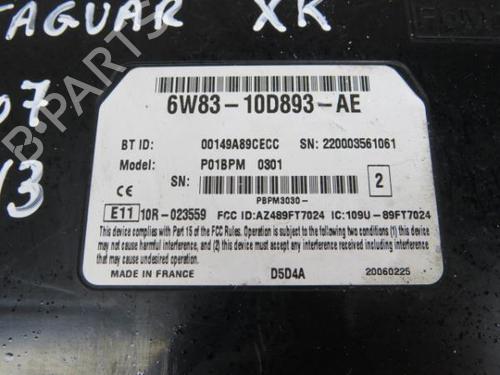 JAGUAR XK
07
13
B-PARTS
6W83-10D893-AE
BT ID: 00149A89CECC SN: 220003561061
Model: P01BPM 0301
SN:
2
PBPM3030-
CE
E11 10R-023559 FCC ID:AZ489FT7024 IC:109U-89FT7024
This device complies with Part 15 of the FCC Rules. Operation is subject to the following two conditions (1) this device
may not cause harmful interference, and (2) this device must accept any interference received, including
interference that may cause undesired operation.
MADE IN FRANCE D5D4A 20060225